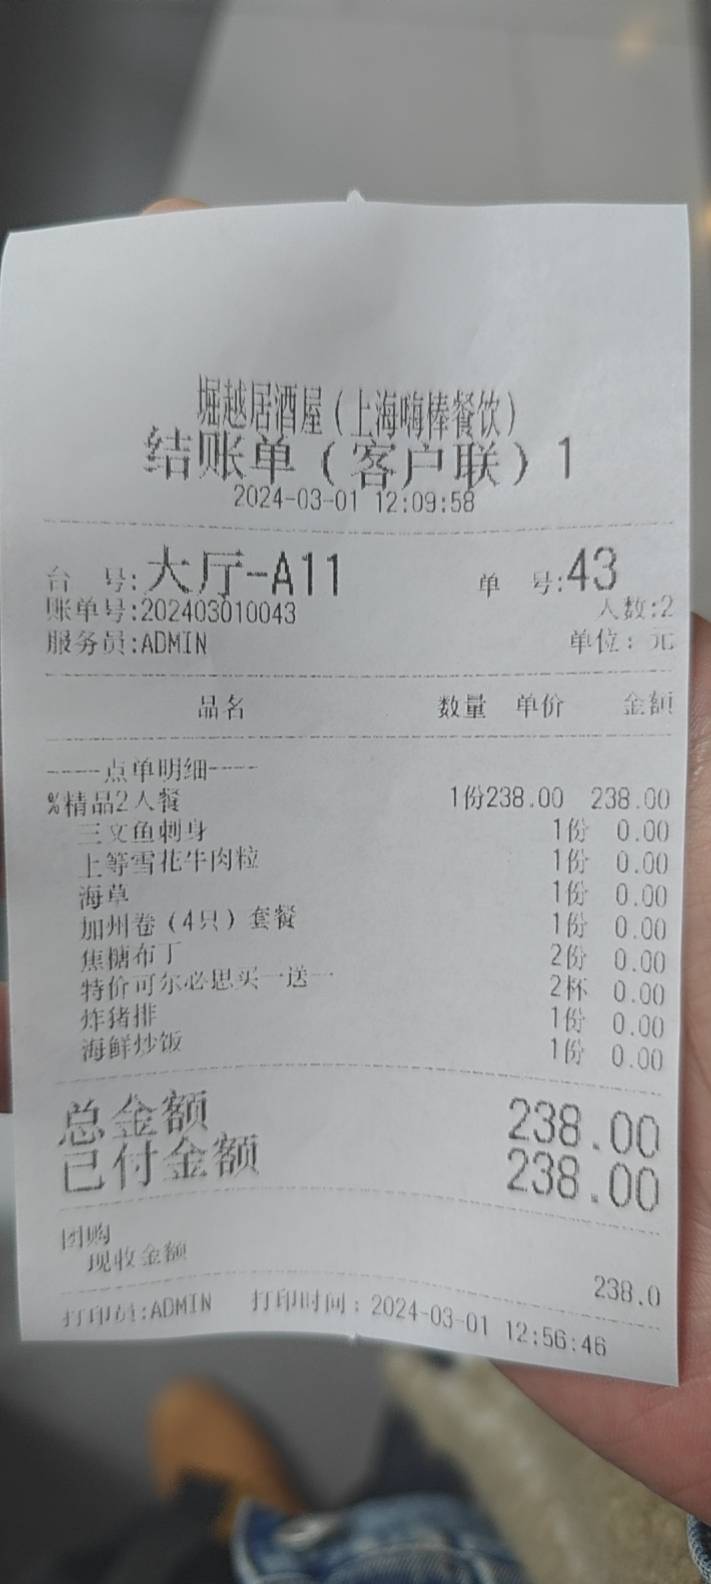 堀越居酒屋(上海嗨棒餐饮)
结账单(客户联)1
2024-03-01 12:09:58
台 号:大厅-A11 单 号:43
账单号:202403010043 人数:2
服务员:ADMIN 单位: 元
品名 数量 单价 金额
----点单明细----
%精品2人餐 1份238.00 238.00
三文鱼刺身 1份 0.00
上等雪花牛肉粒 1份 0.00
海草 1份 0.00
加州卷(4只)套餐 1份 0.00
焦糖布丁 2份 0.00
特价可尔必思买一送一 2杯 0.00
炸猪排 1份 0.00
海鲜炒饭 1份 0.00
总金额 238.00
已付金额 238.00
团购
现收金额 238.0
打印员:ADMIN 打印时间:2024-03-01 12:56:46